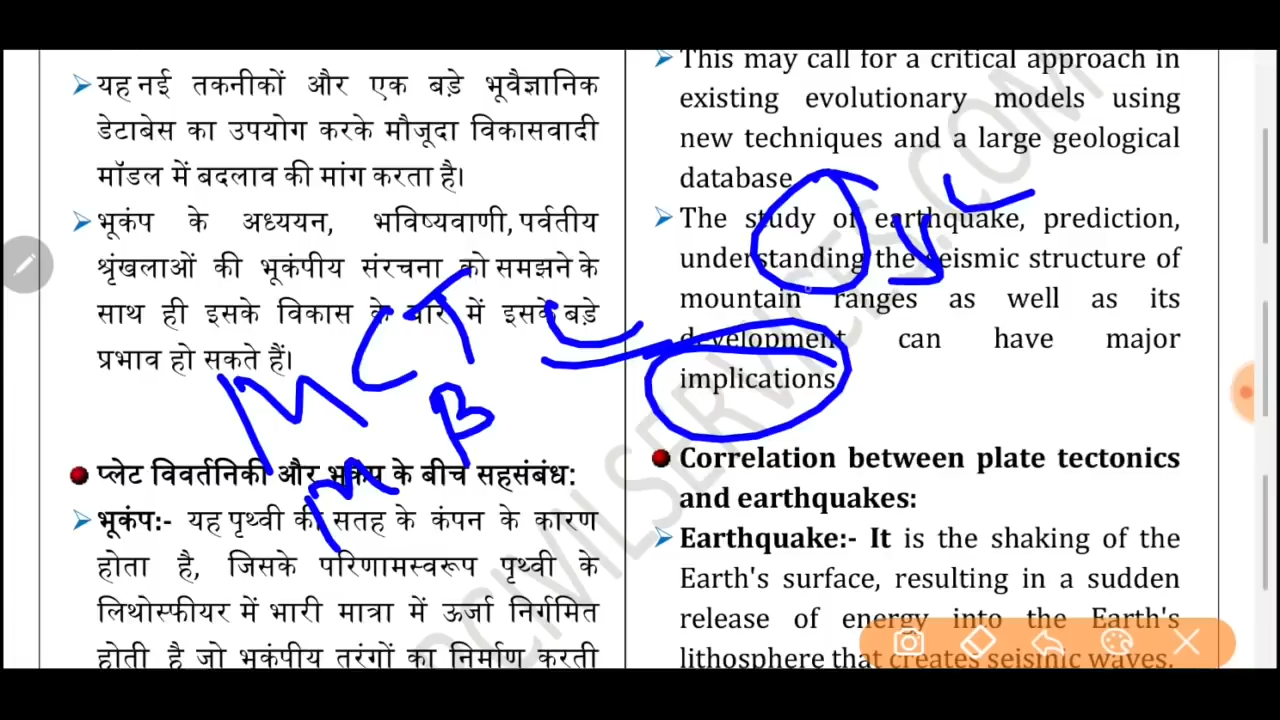 यह नई तकनीकों और एक बड़े भूवैज्ञानिक
डेटाबेस का उपयोग करके मौजूदा विकासवादी
मॉडल में बदलाव की मांग करता है।
भूकंप के अध्ययन, भविष्यवाणी, पर्वतीय
श्रृंखलाओं की भूकंपीय संरचना को समझने के
साथ ही इसके विकास के बारे में इसके बड़े
प्रभाव हो सकते हैं।
MCT
B
M
प्लेट विवर्तनिकी और भूकंप के बीच सहसंबंध:
भूकंप:- यह पृथ्वी की सतह के कंपन के कारण
होता है, जिसके परिणामस्वरूप पृथ्वी के
लिथोस्फीयर में भारी मात्रा में ऊर्जा निर्गमित
होती है जो भूकंपीय तरंगों का निर्माण करती
This may call for a critical approach in
existing evolutionary models using
new techniques and a large geological
database.
The study of earthquake, prediction,
understanding the seismic structure of
mountain ranges as well as its
development can have major
implications.
Correlation between plate tectonics
and earthquakes:
Earthquake:- It is the shaking of the
Earth's surface, resulting in a sudden
release of energy into the Earth's
lithosphere that creates seismic waves.